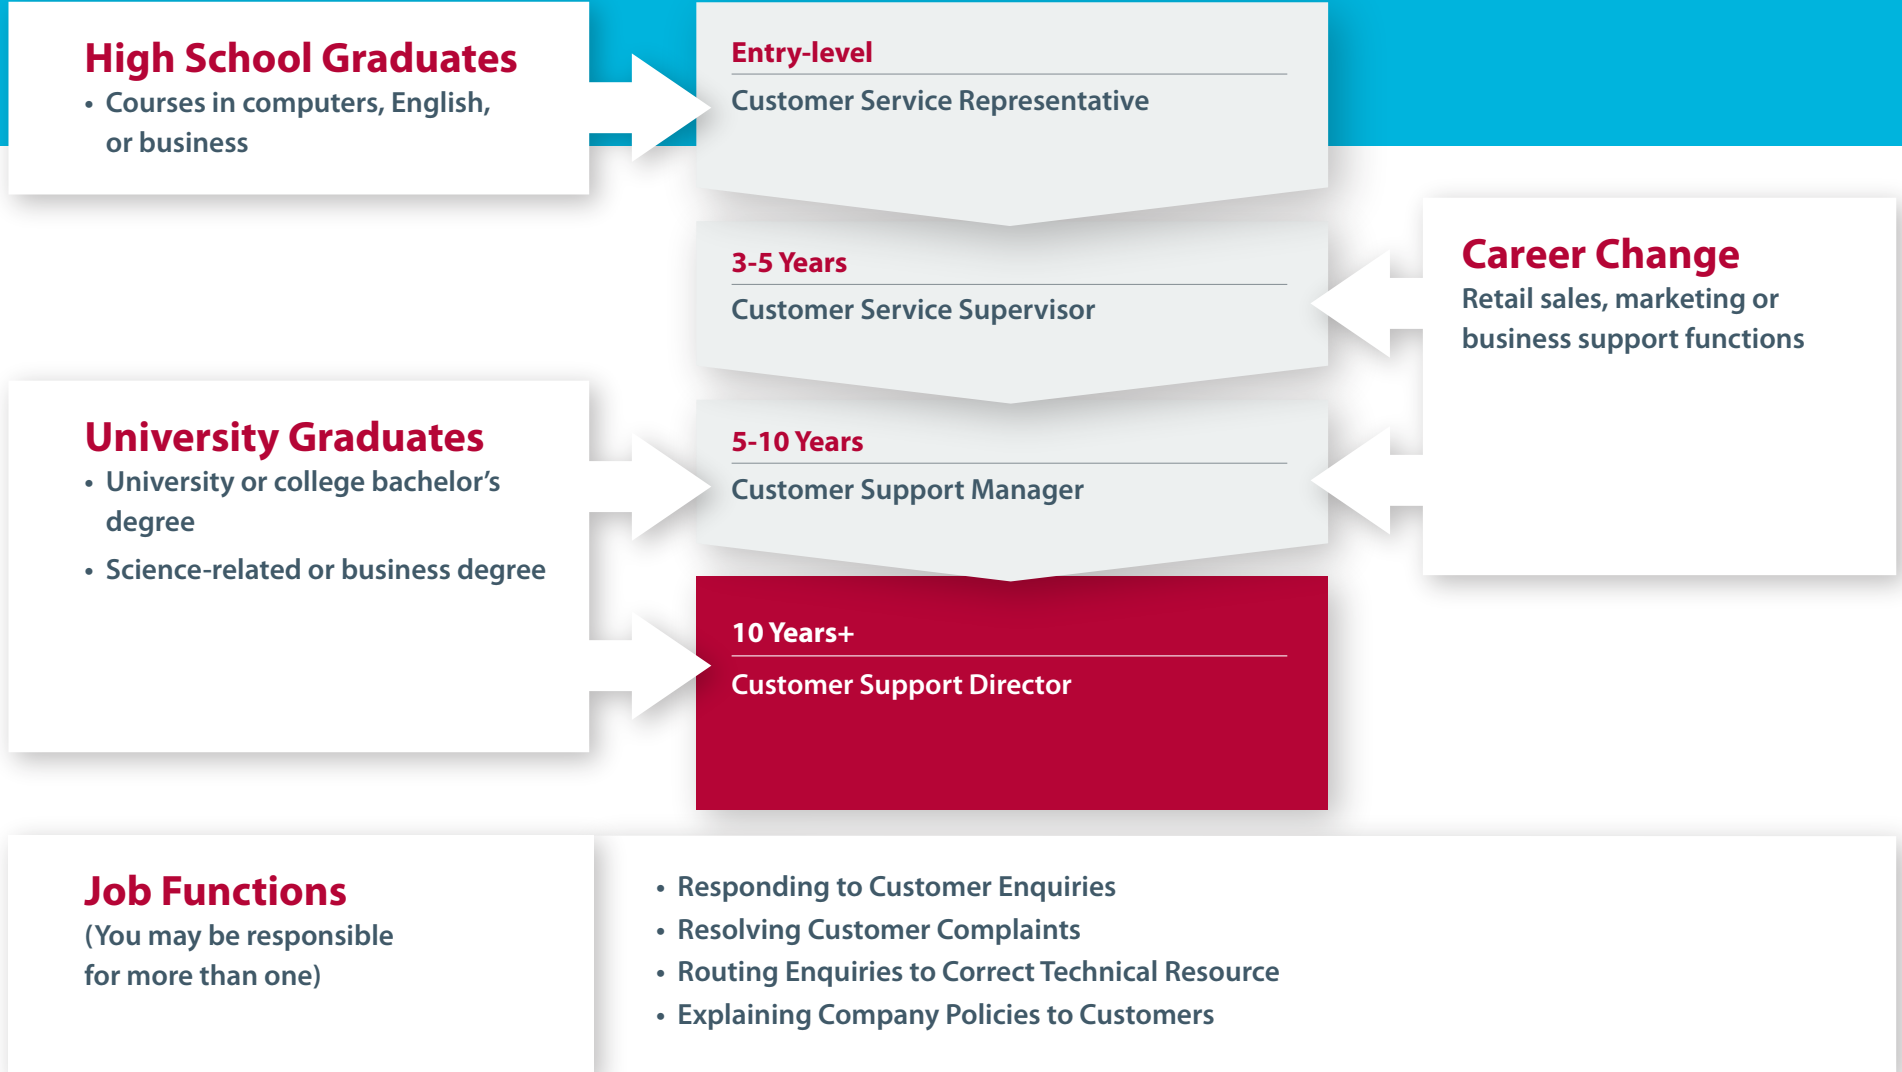 High School Graduates
• Courses in computers, English,
or business
Entry-level
Customer Service Representative
3-5 Years
Customer Service Supervisor
Career Change
Retail sales, marketing or
business support functions
University Graduates
• University or college bachelor’s
degree
• Science-related or business degree
5-10 Years
Customer Support Manager
10 Years+
Customer Support Director
Job Functions
(You may be responsible
for more than one)
• Responding to Customer Enquiries
• Resolving Customer Complaints
• Routing Enquiries to Correct Technical Resource
• Explaining Company Policies to Customers